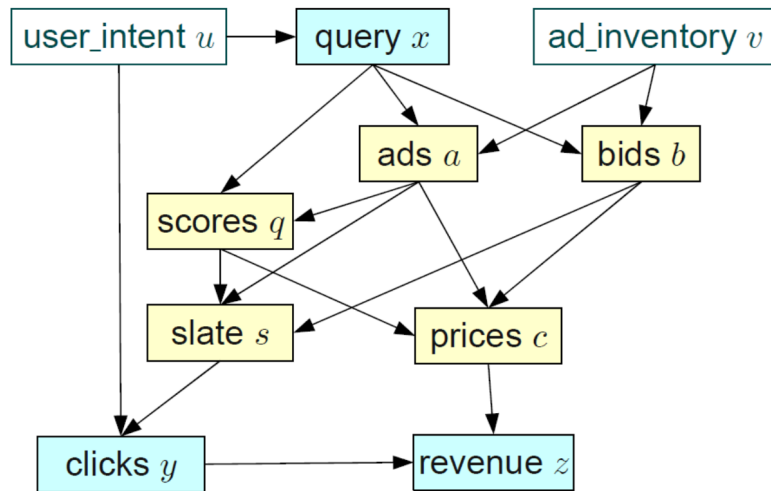 user_intent u
query x
ad_inventory v
ads a
bids b
scores q
slate s
prices c
clicks y
revenue z